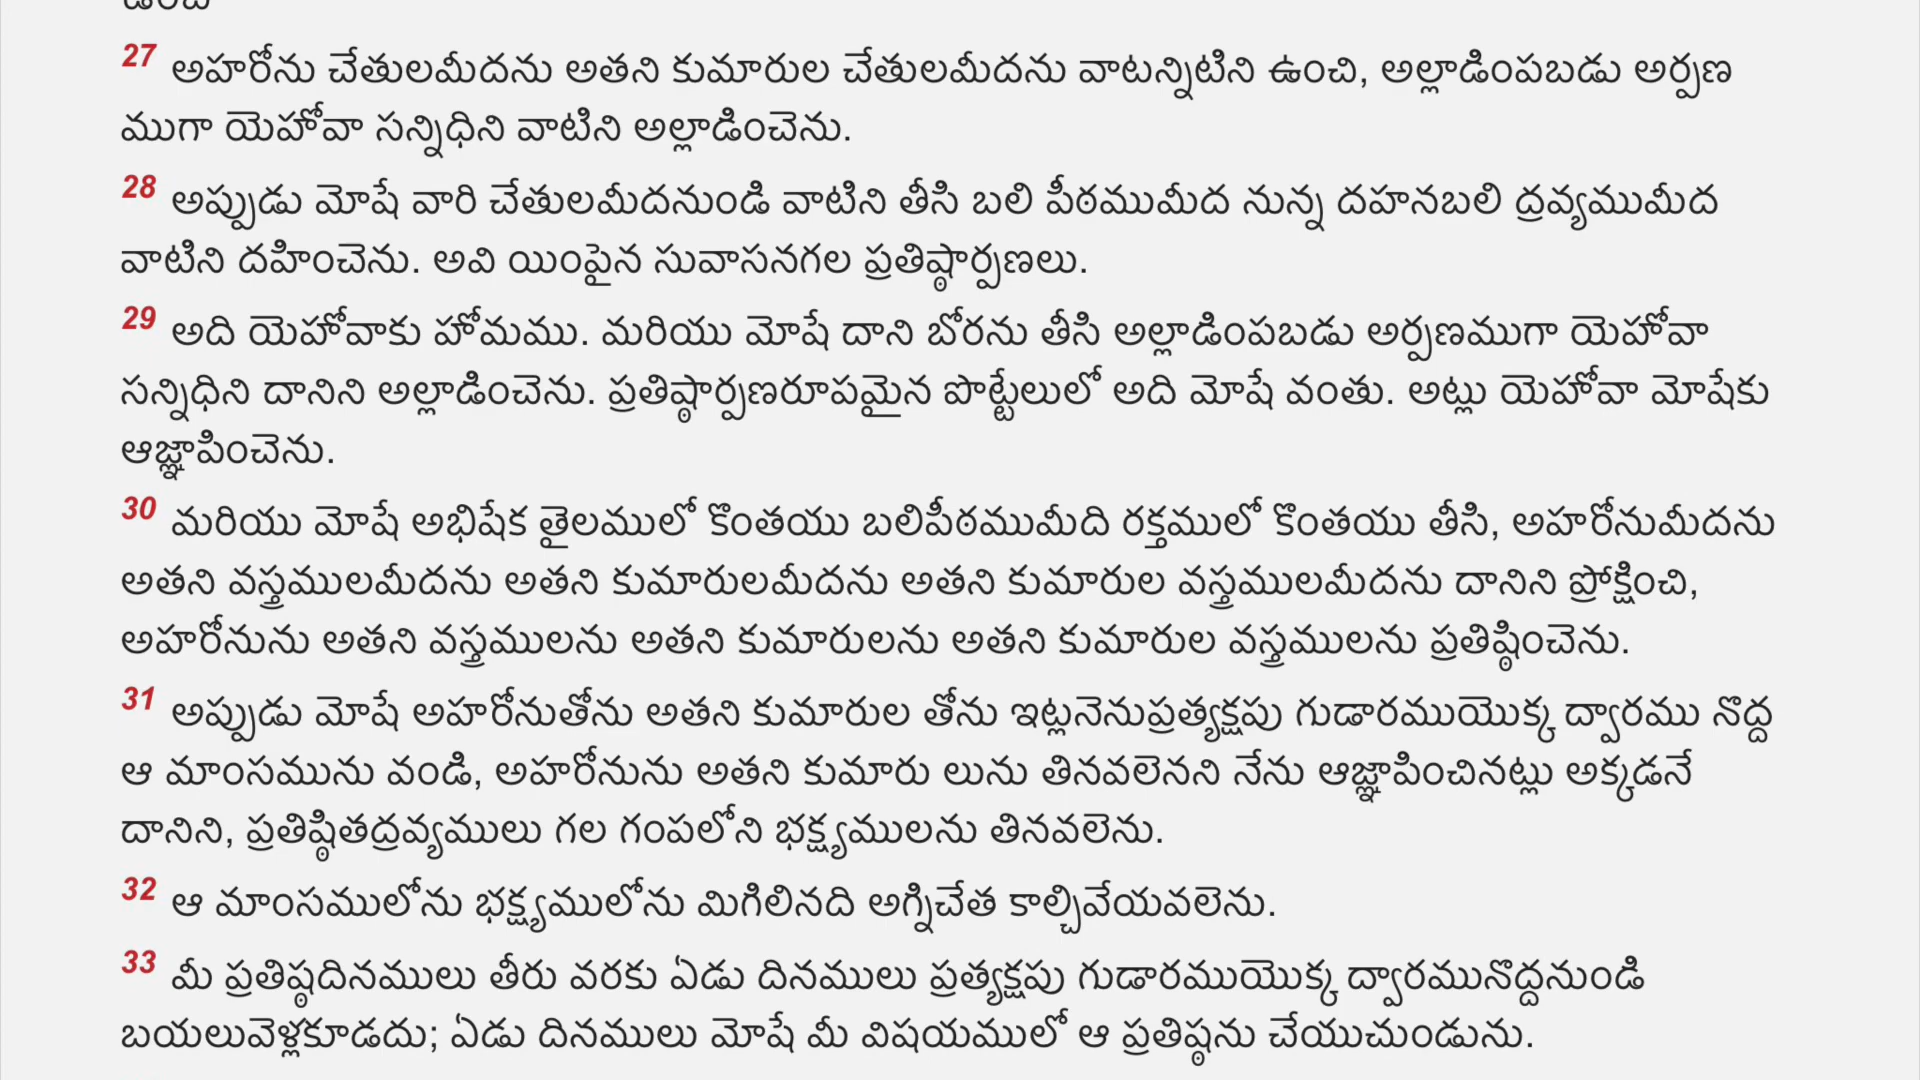 27 అహరోను చేతులమీదను అతని కుమారుల చేతులమీదను వాటన్నిటిని ఉంచి, అల్లాడింపబడు అర్పణ
ముగా యెహోవా సన్నిధిని వాటిని అల్లాడించెను.
28 అప్పుడు మోషే వారి చేతులమీదనుండి వాటిని తీసి బలి పీఠముమీద నున్న దహనబలి ద్రవ్యముమీద
వాటిని దహించెను. అవి యింపైన సువాసనగల ప్రతిష్ఠార్పణలు.
29 అది యెహోవాకు హోమము. మరియు మోషే దాని బోరను తీసి అల్లాడింపబడు అర్పణముగా యెహోవా
సన్నిధిని దానిని అల్లాడించెను. ప్రతిష్ఠార్పణరూపమైన పొట్టేలులో అది మోషే వంతు. అట్లు యెహోవా మోషేకు
ఆజ్ఞాపించెను.
30 మరియు మోషే అభిషేక తైలములో కొంతయు బలిపీఠముమీది రక్తములో కొంతయు తీసి, అహరోనుమీదను
అతని వస్త్రములమీదను అతని కుమారులమీదను అతని కుమారుల వస్త్రములమీదను దానిని ప్రోక్షించి,
అహరోనును అతని వస్త్రములను అతని కుమారులను అతని కుమారుల వస్త్రములను ప్రతిష్ఠించెను.
31 అప్పుడు మోషే అహరోనుతోను అతని కుమారుల తోను ఇట్లనెనుప్రత్యక్షపు గుడారముయొక్క ద్వారము నొద్ద
ఆ మాంసమును వండి, అహరోనును అతని కుమారు లును తినవలెనని నేను ఆజ్ఞాపించినట్లు అక్కడనే
దానిని, ప్రతిష్ఠితద్రవ్యములు గల గంపలోని భక్ష్యములను తినవలెను.
32 ఆ మాంసములోను భక్ష్యములోను మిగిలినది అగ్నిచేత కాల్చివేయవలెను.
33 మీ ప్రతిష్ఠదినములు తీరు వరకు ఏడు దినములు ప్రత్యక్షపు గుడారముయొక్క ద్వారమునొద్దనుండి
బయలువెళ్లకూడదు; ఏడు దినములు మోషే మీ విషయములో ఆ ప్రతిష్ఠను చేయుచుండును.